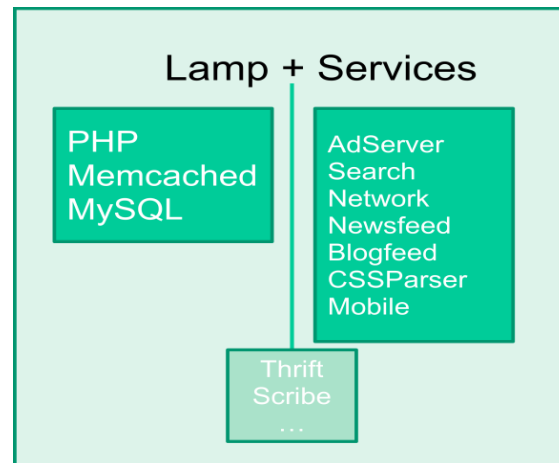 Lamp + Services
PHP
Memcached
MySQL
AdServer
Search
Network
Newsfeed
Blogfeed
CSSParser
Mobile
Thrift
Scribe
...